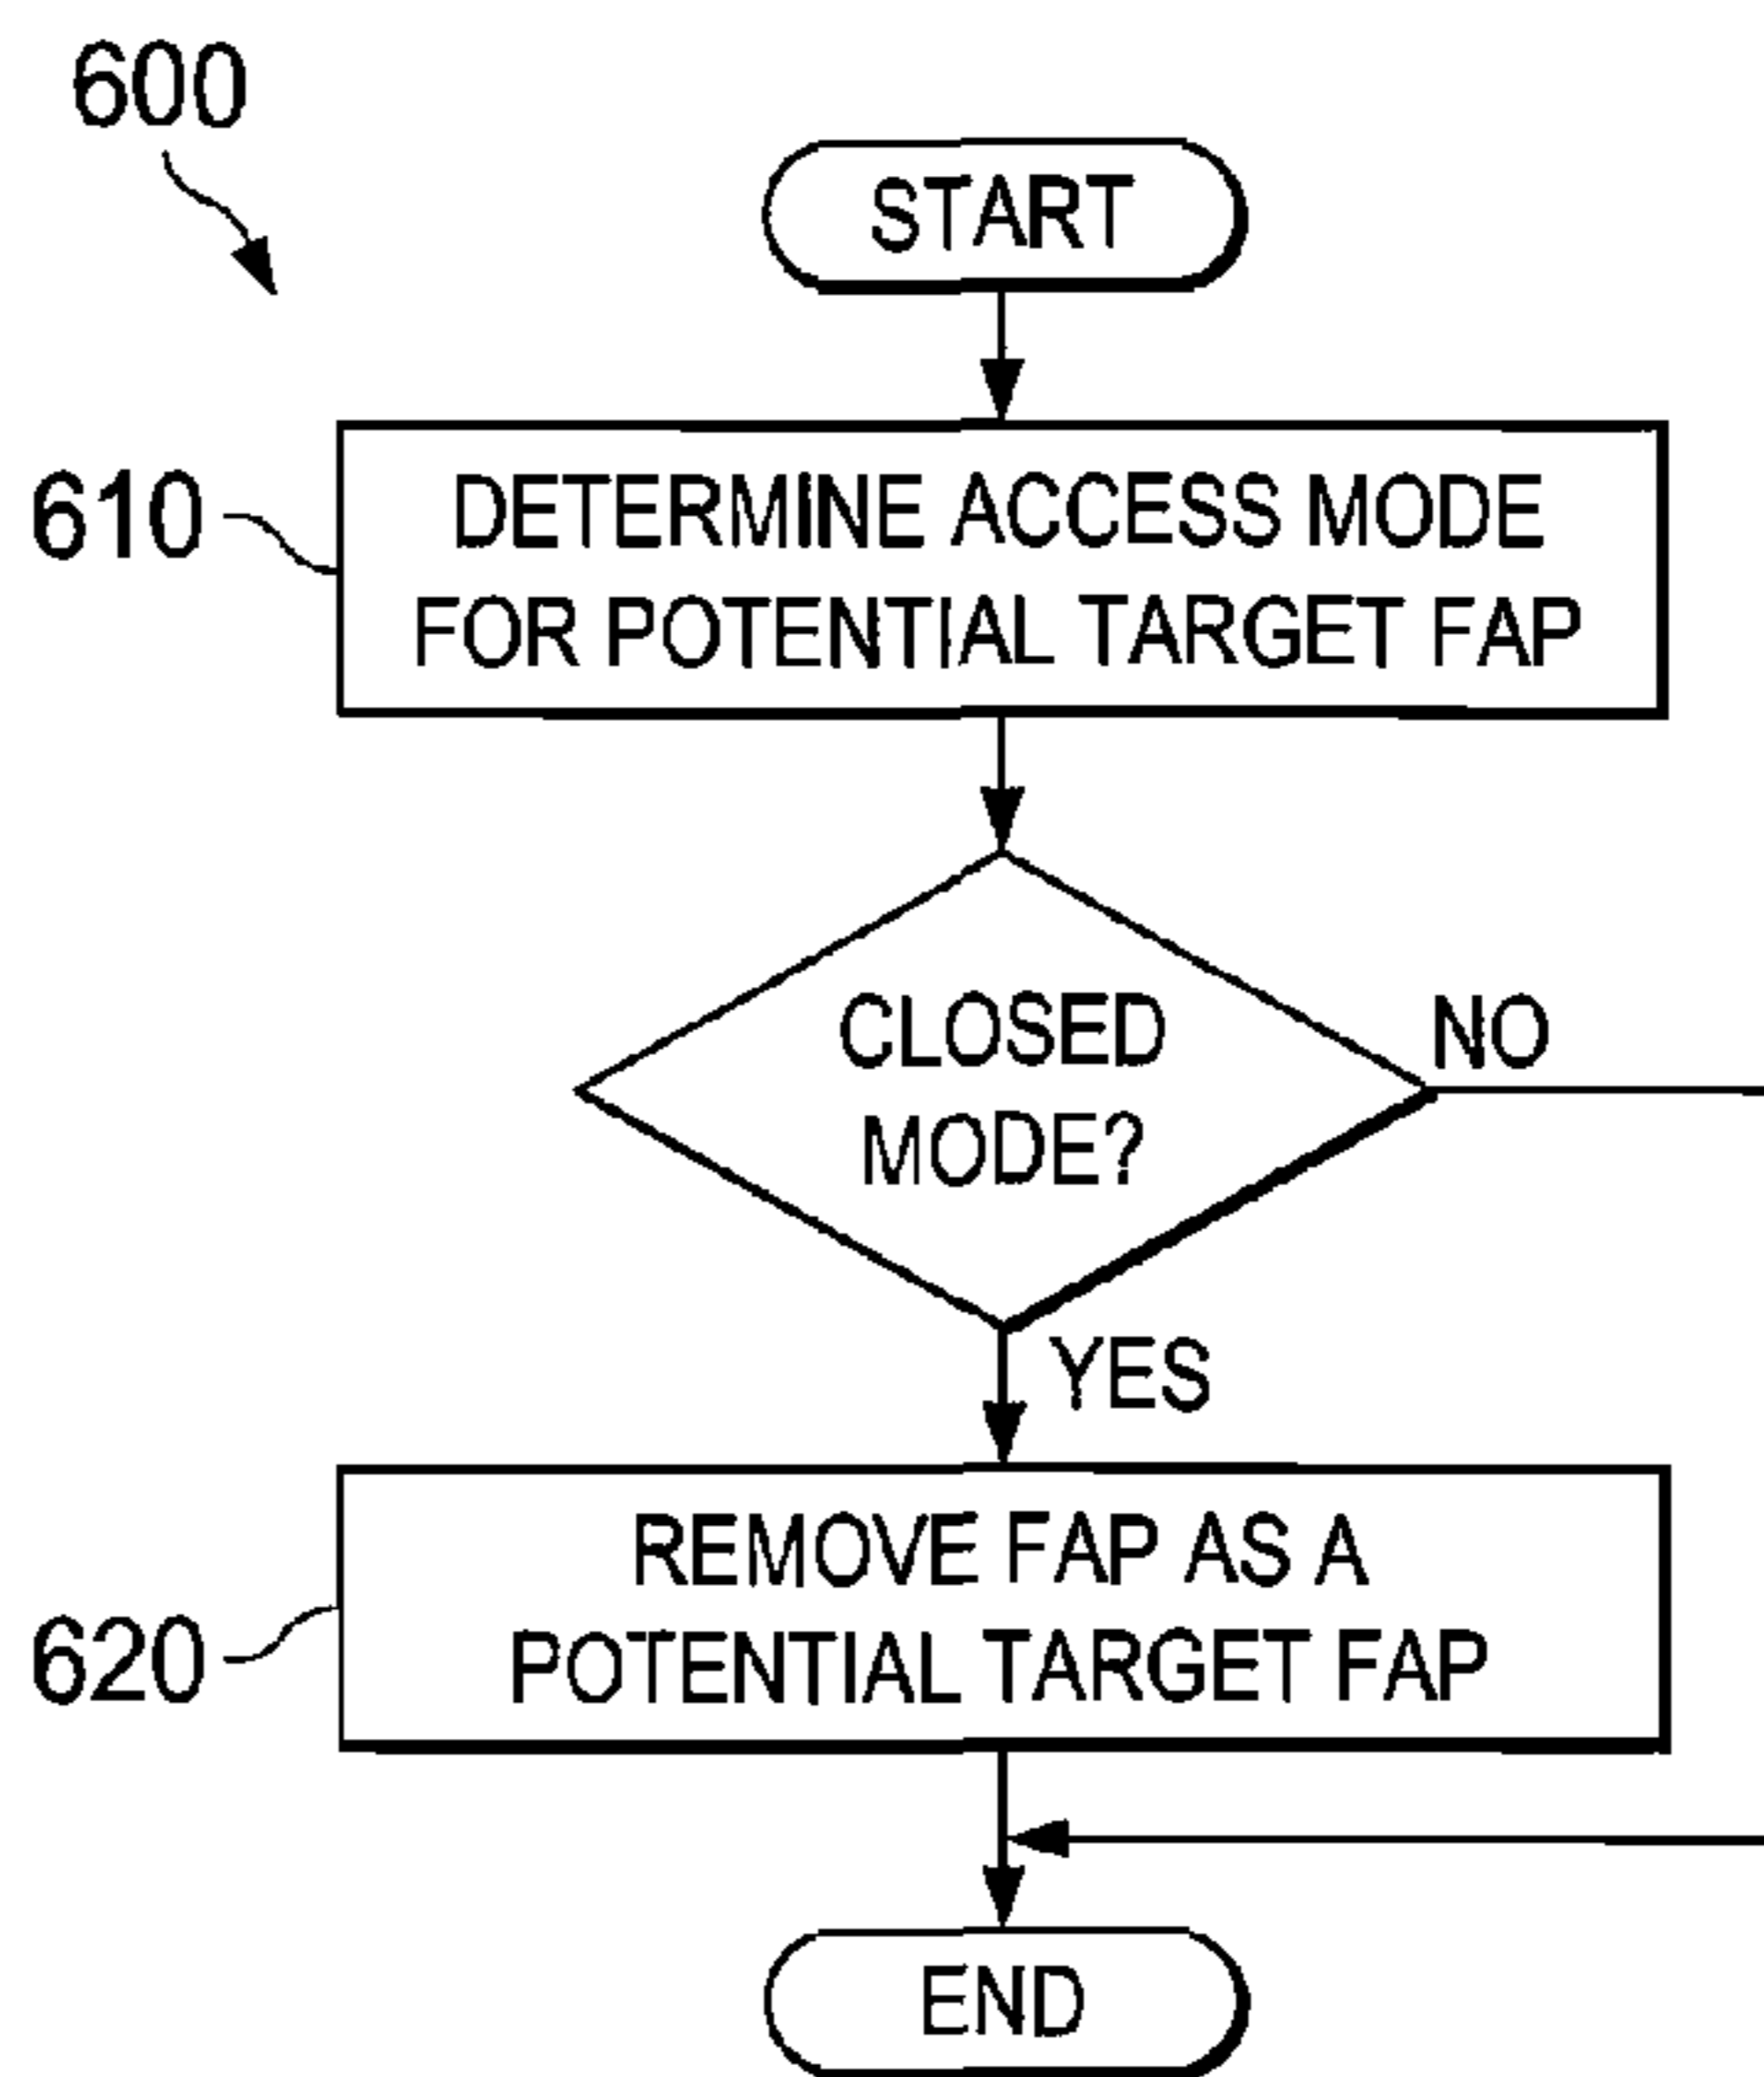 600
START
610
DETERMINE ACCESS MODE
FOR POTENTIAL TARGET FAP
CLOSED
MODE?
NO
YES
620
REMOVE FAP AS A
POTENTIAL TARGET FAP
END